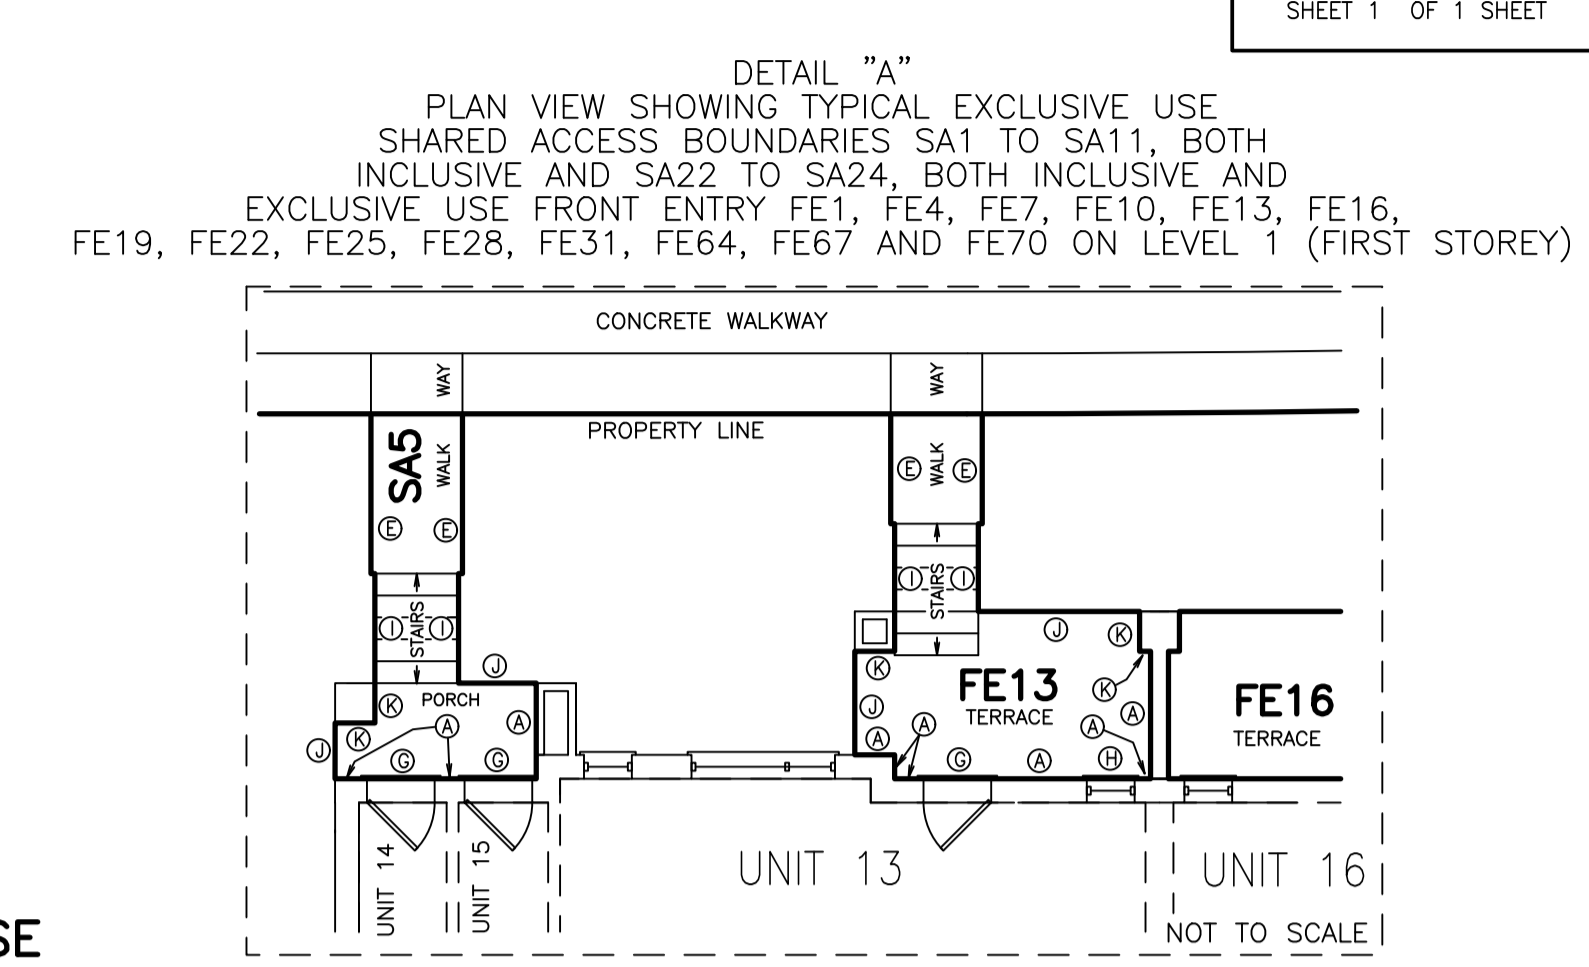 SHEET 1 OF 1 SHEET
DETAIL "A"
PLAN VIEW SHOWING TYPICAL EXCLUSIVE USE
SHARED ACCESS BOUNDARIES SA1 TO SA11, BOTH
INCLUSIVE AND SA22 TO SA24, BOTH INCLUSIVE AND
EXCLUSIVE USE FRONT ENTRY FE1, FE4, FE7, FE10, FE13, FE16,
FE19, FE22, FE25, FE28, FE31, FE64, FE67 AND FE70 ON LEVEL 1 (FIRST STOREY)
CONCRETE WALKWAY
WAY
WAY
PROPERTY LINE
SA5
WALK
WALK
E E
E E
STAIRS
I I
STAIRS
I I
J
PORCH
K
A
A
K
J
G
G
J
K
K
FE13
TERRACE
K
J
A
A
K
A
A
G
A
H
FE16
TERRACE
UNIT 14
UNIT 15
UNIT 13
UNIT 16
NOT TO SCALE
SE